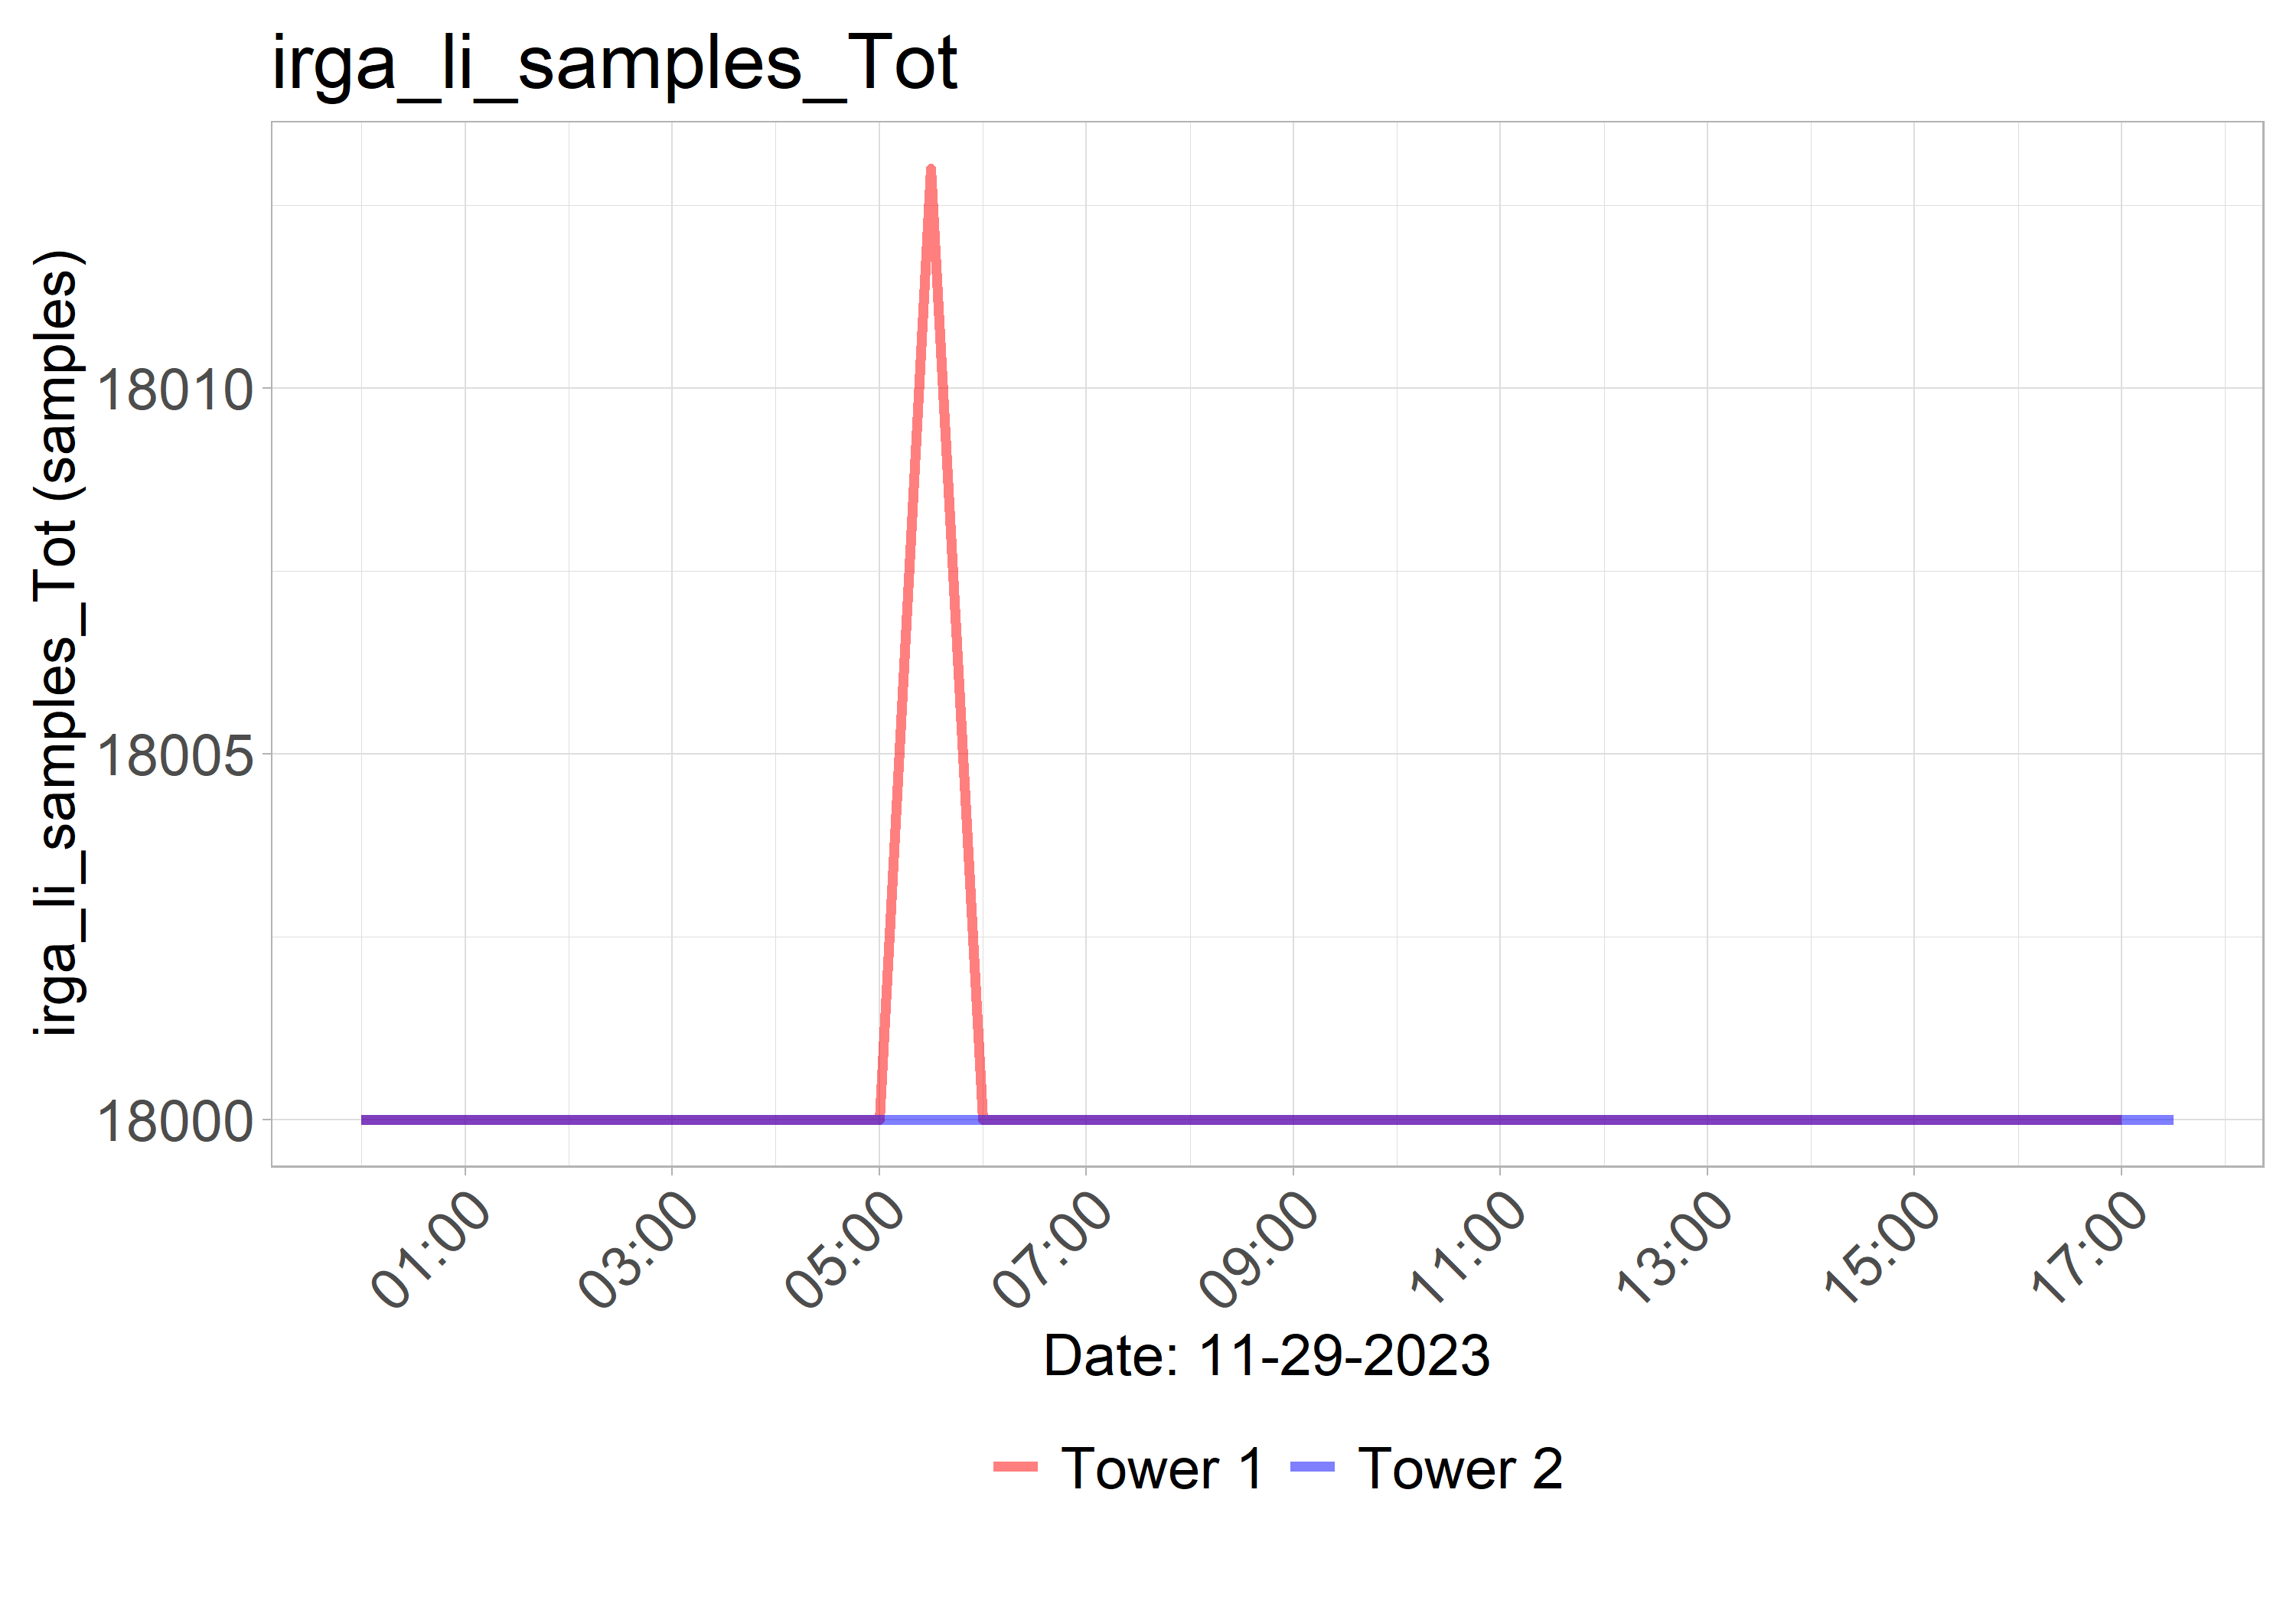 irga_li_samples_Tot
irga_li_samples_Tot (samples)
18010
18005
18000
01:00
03:00
05:00
07:00
09:00
11:00
13:00
15:00
17:00
Date: 11-29-2023
Tower 1
Tower 2